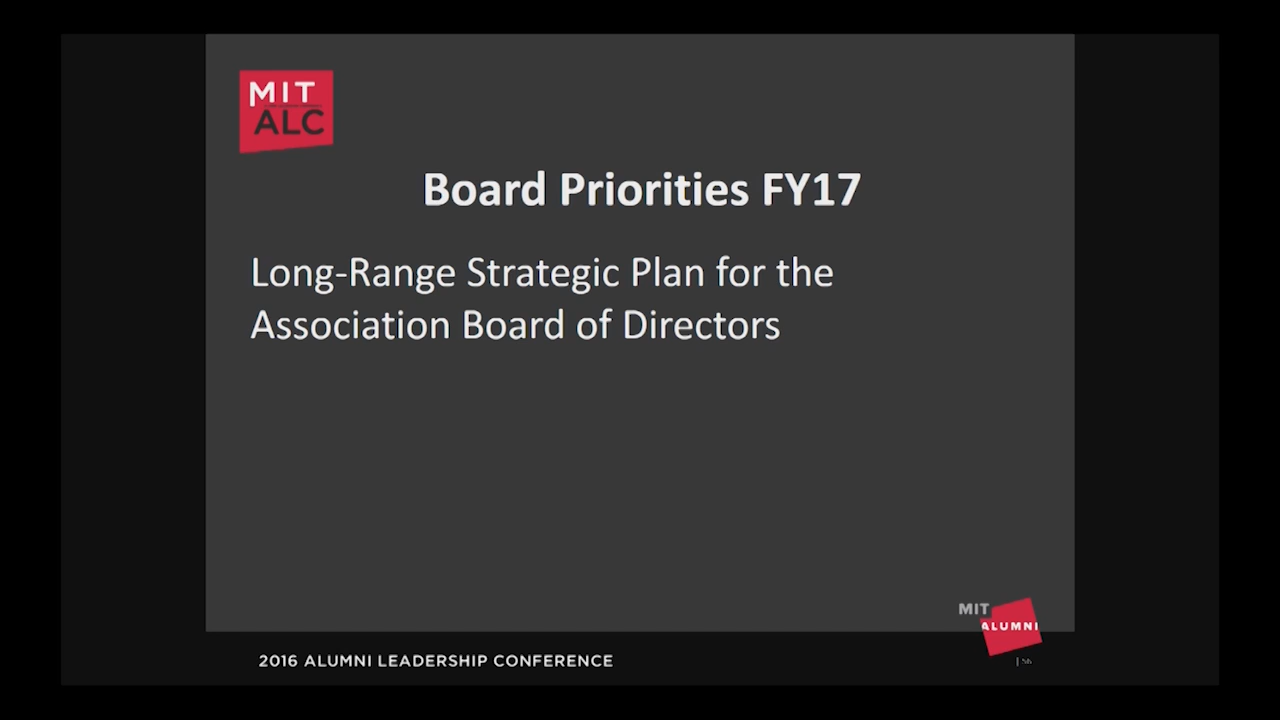 MIT
ALC
Board Priorities FY17
Long-Range Strategic Plan for the
Association Board of Directors
MIT
ALUMNI
2016 ALUMNI LEADERSHIP CONFERENCE
| 56